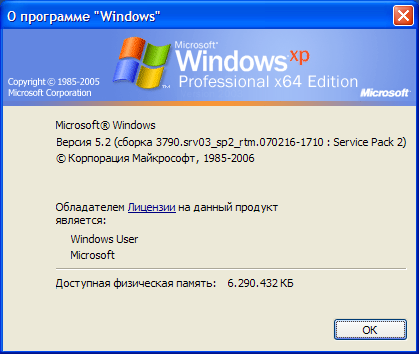 О программе "Windows"
Microsoft®
Windows xp
Professional x64 Edition
Copyright © 1985-2005
Microsoft Corporation
Microsoft
Microsoft® Windows
Версия 5.2 (сборка 3790.srv03_sp2_rtm.070216-1710 : Service Pack 2)
© Корпорация Майкрософт, 1985-2006
Обладателем Лицензии на данный продукт
является:
Windows User
Microsoft
Доступная физическая память: 6.290.432 КБ
ОК